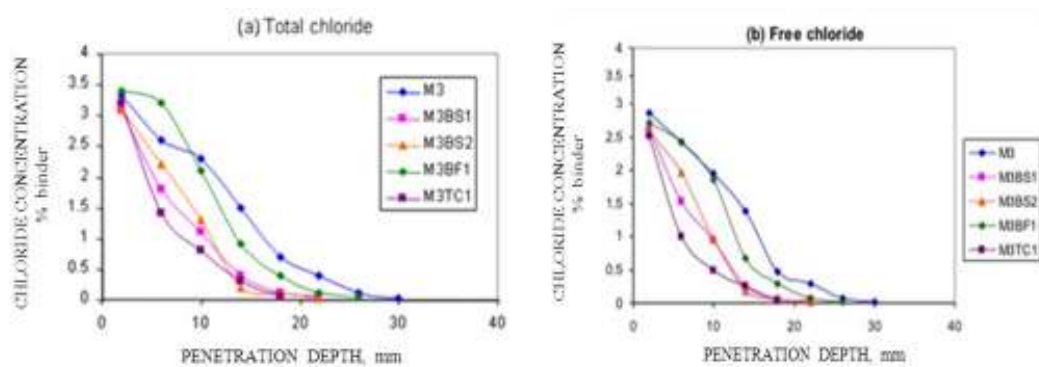 (a) Total chloride
CHLORIDE CONCENTRATION
% binder
4
3.5
3
2.5
2
1.5
1
0.5
0
0
10
20
30
40
PENETRATION DEPTH, mm
M3
M3BS1
M3BS2
M3BF1
M3TC1
(b) Free chloride
CHLORIDE CONCENTRATION
% binder
4
3.5
3
2.5
2
1.5
1
0.5
0
0
10
20
30
40
PENETRATION DEPTH, mm
M3
M3BS1
M3BS2
M3BF1
M3TC1